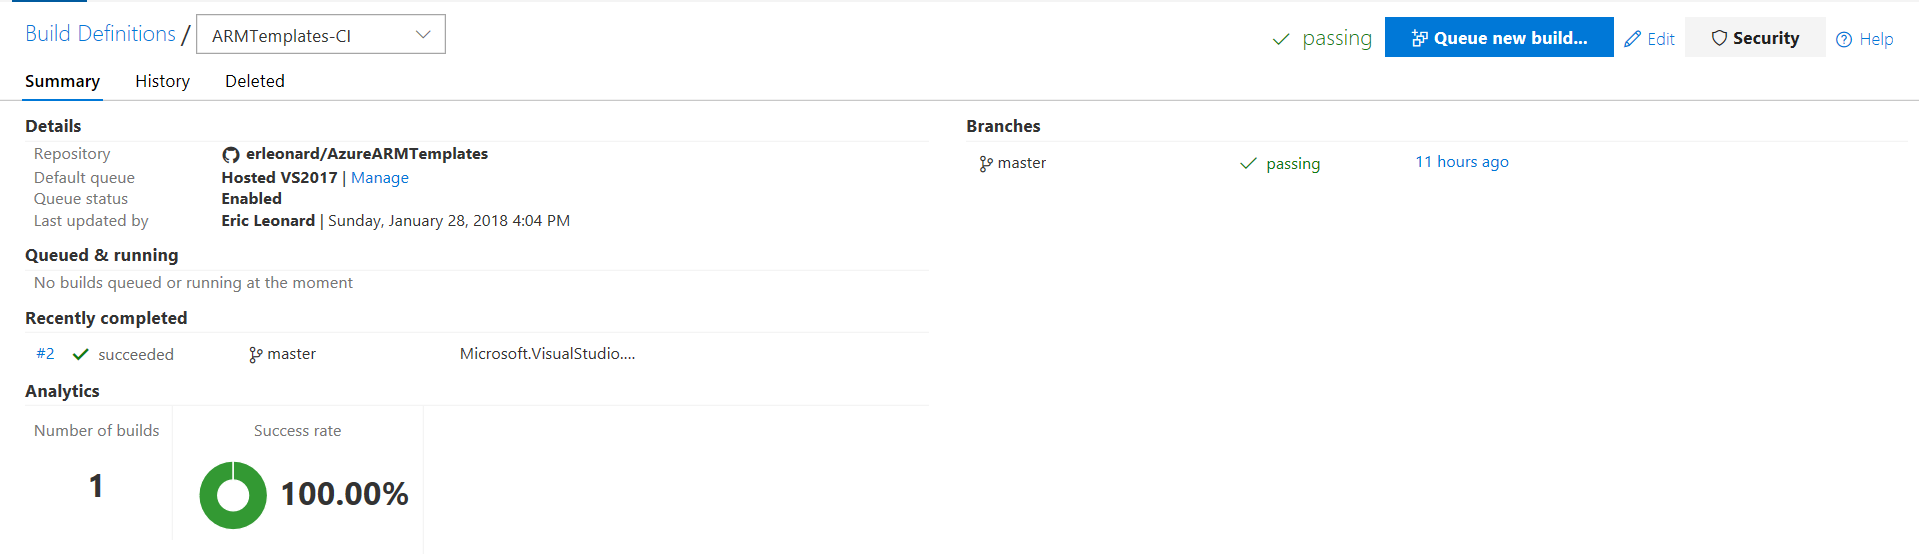 Build Definitions / ARMTemplates-CI
passing Queue new build... Edit Security Help
Summary History Deleted
Details
Repository erleonard/AzureARMTemplates
Default queue Hosted VS2017 | Manage
Queue status Enabled
Last updated by Eric Leonard | Sunday, January 28, 2018 4:04 PM
Queued & running
No builds queued or running at the moment
Recently completed
#2 succeeded master Microsoft.VisualStudio....
Analytics
Number of builds Success rate
1 100.00%
Branches
master passing 11 hours ago